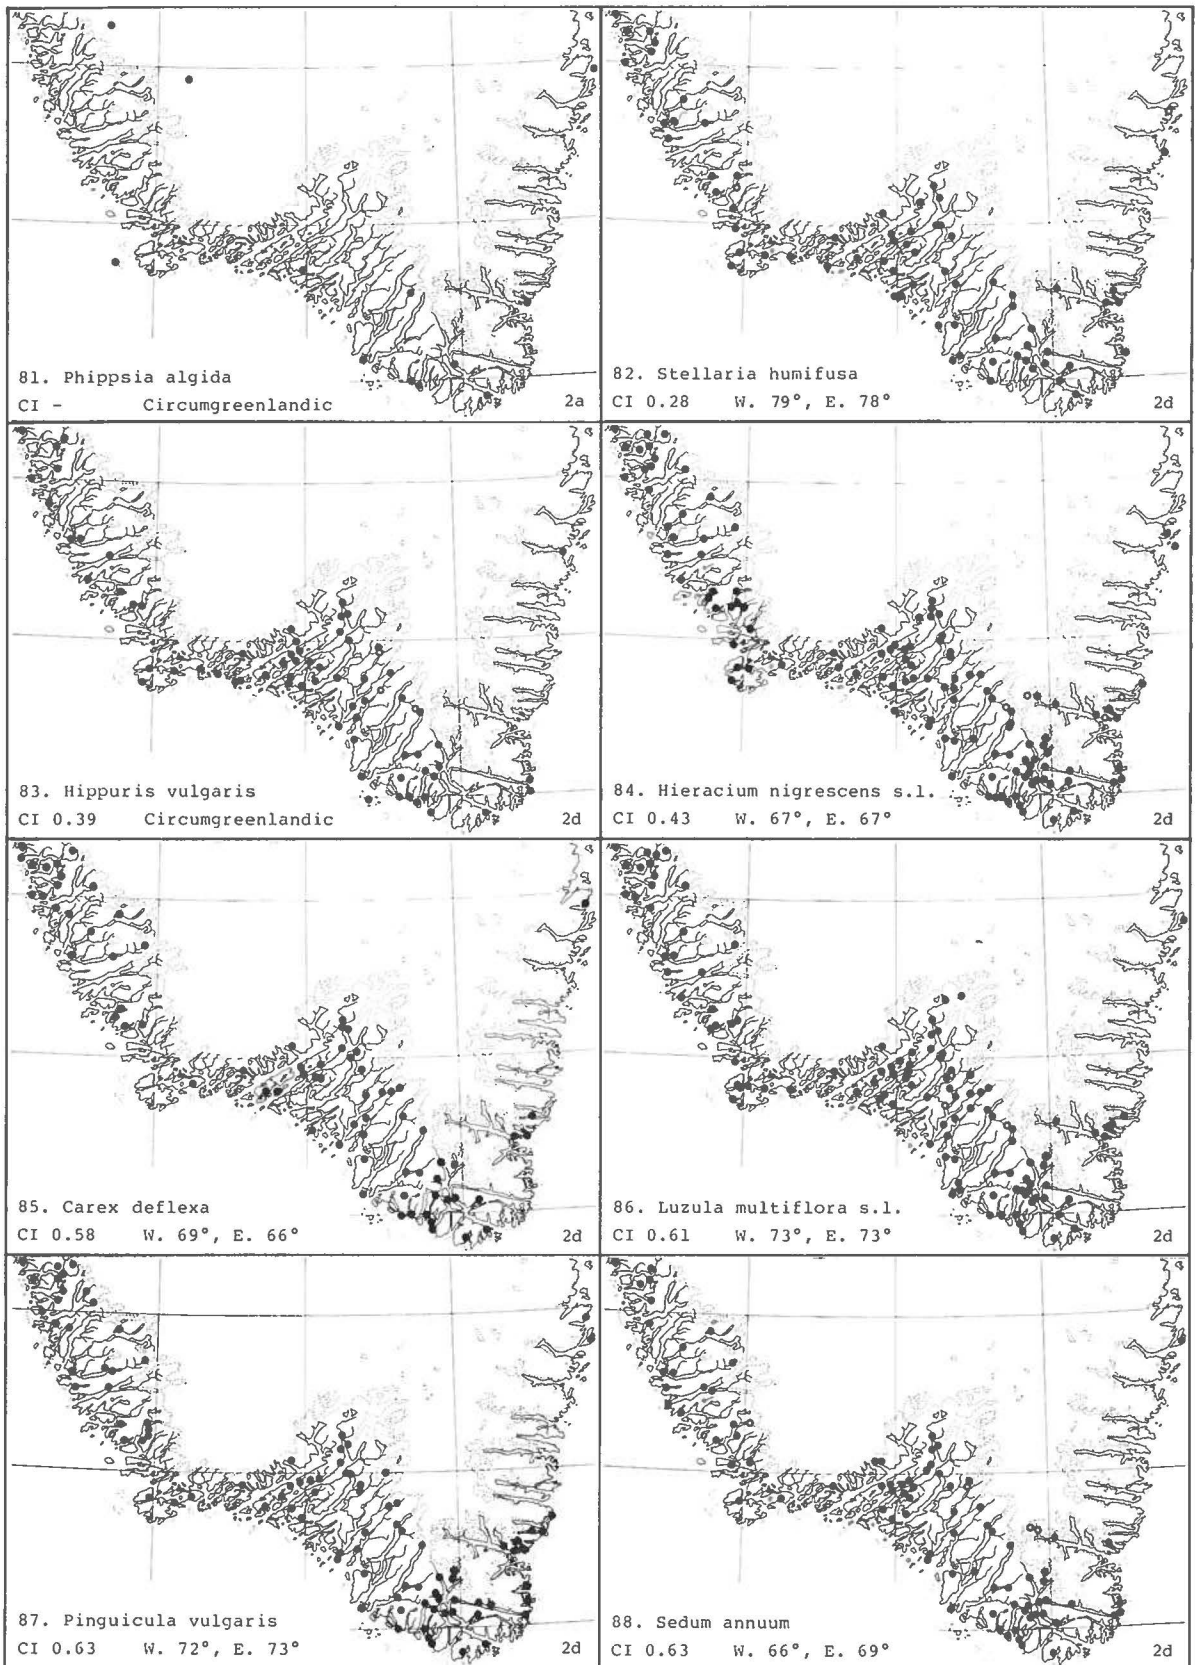 81. Phippsia algida
CI - Circumgreenlandic 2a
82. Stellaria humifusa
CI 0.28 W. 79°, E. 78° 2d
83. Hippuris vulgaris
CI 0.39 Circumgreenlandic 2d
84. Hieracium nigrescens s.l.
CI 0.43 W. 67°, E. 67° 2d
85. Carex deflexa
CI 0.58 W. 69°, E. 66° 2d
86. Luzula multiflora s.l.
CI 0.61 W. 73°, E. 73° 2d
87. Pinguicula vulgaris
CI 0.63 W. 72°, E. 73° 2d
88. Sedum annuum
CI 0.63 W. 66°, E. 69° 2d